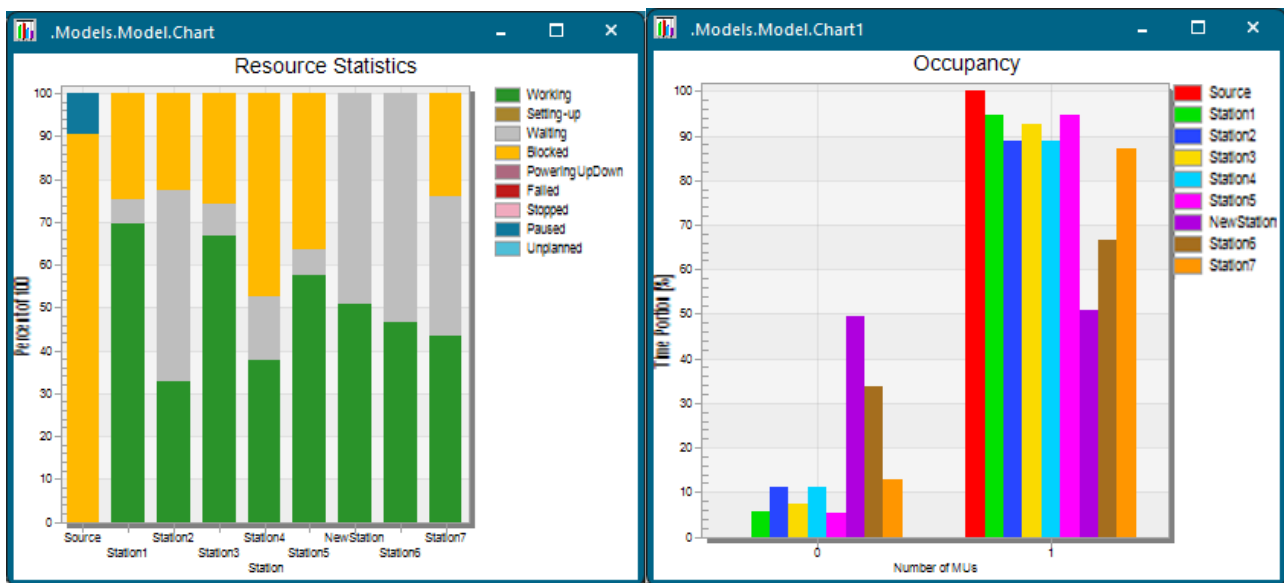 .Models.Model.Chart
Resource Statistics
100
90
80
70
60
50
40
30
20
10
0
Percent of 100
Source
Station2
Station4
NewStation
Station7
Station1
Station3
Station5
Station6
Station
Working
Setting-up
Waiting
Blocked
PoweringUpDown
Failed
Stopped
Paused
Unplanned
.Models.Model.Chart1
Occupancy
100
90
80
70
60
50
40
30
20
10
0
Time Portion [%]
0
1
Number of MUs
Source
Station1
Station2
Station3
Station4
Station5
NewStation
Station6
Station7